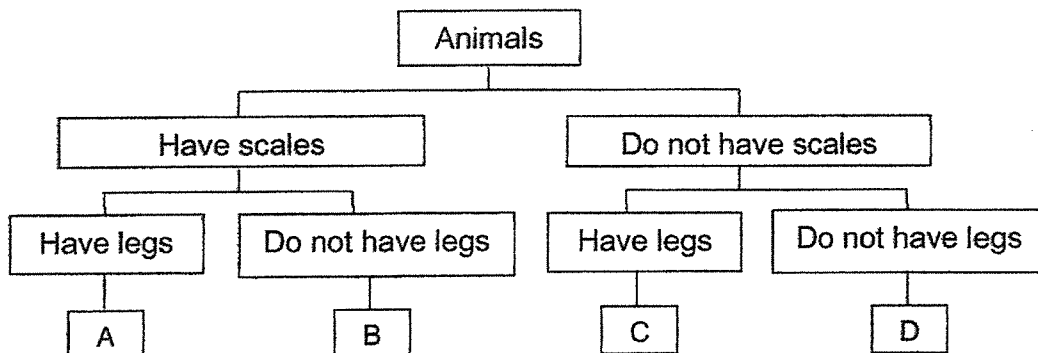 Animals
Have scales
Do not have scales
Have legs
Do not have legs
Have legs
Do not have legs
A
B
C
D